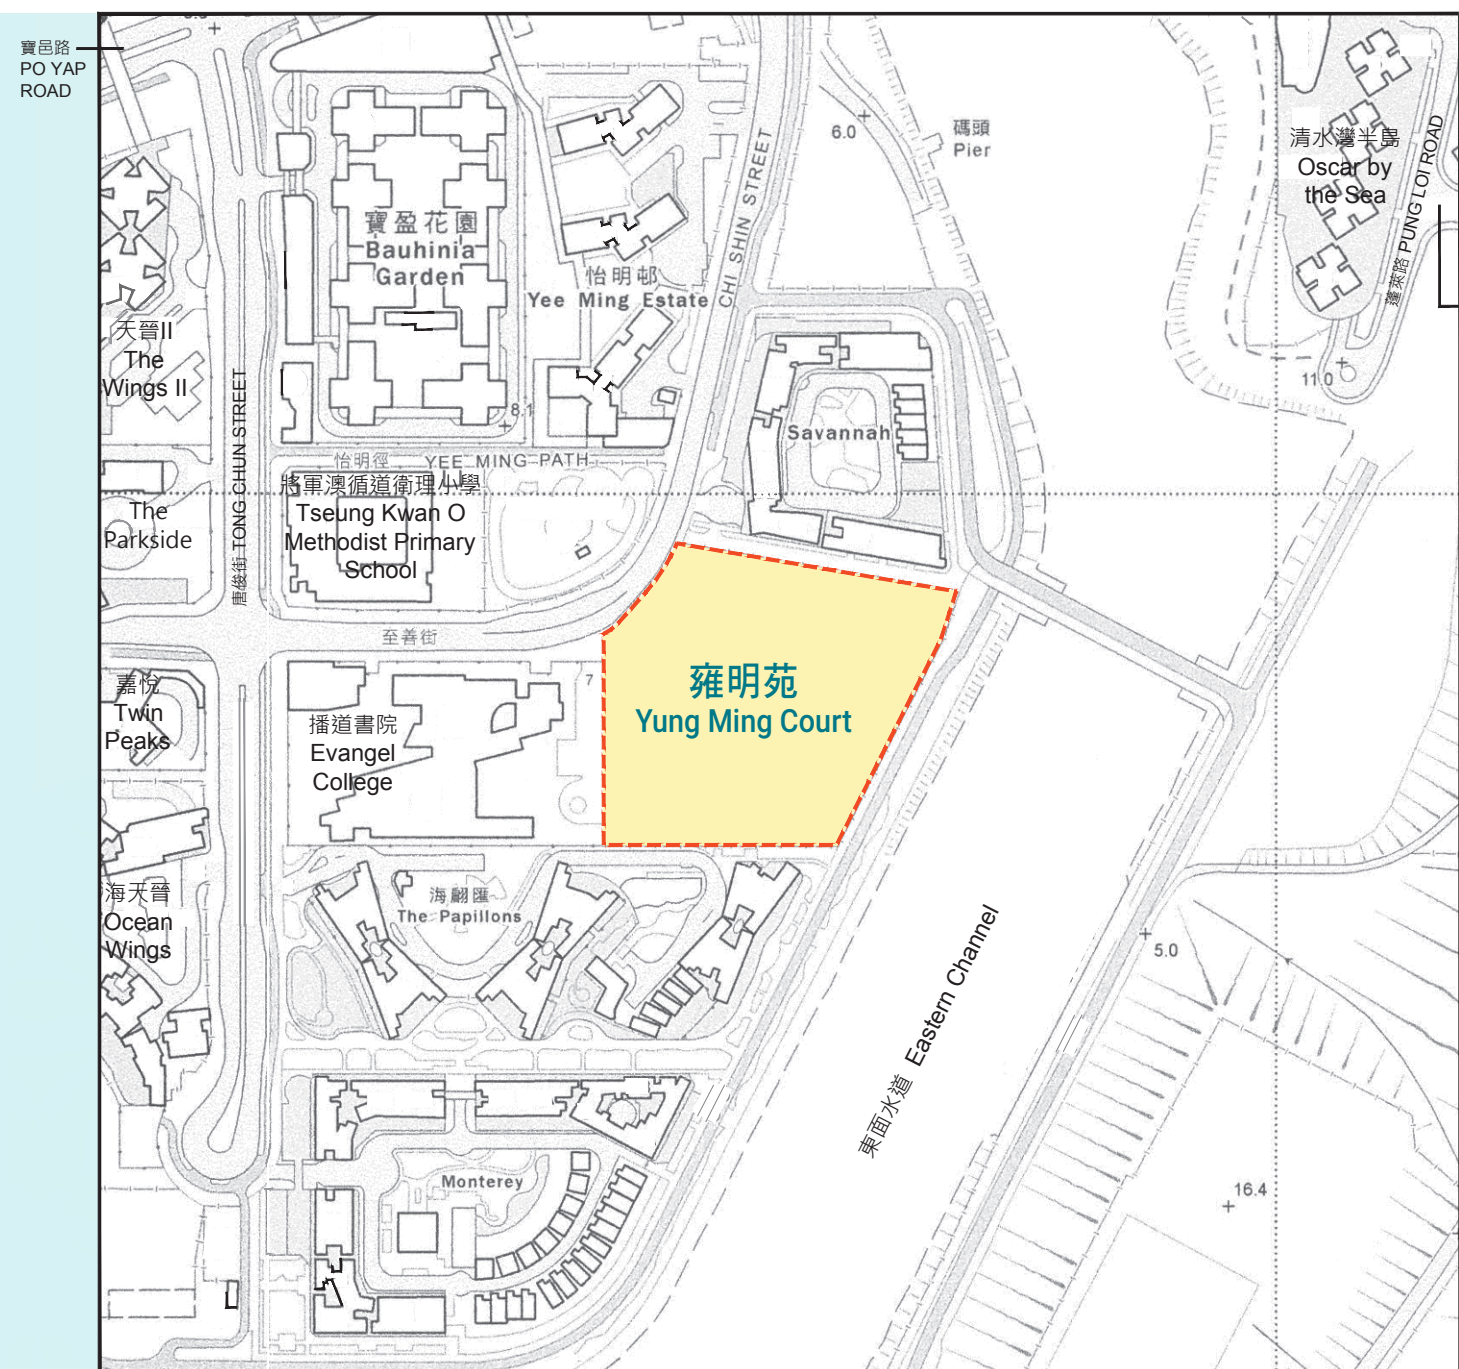 寶邑路
PO YAP
ROAD
6.0
碼頭
Pier
清水灣半島
Oscar by
the Sea
蓬萊路 PUNG LOI ROAD
11.0
寶盈花園
Bauhinia
Garden
怡明邨
Yee Ming Estate
CHI SHIN STREET
天晉II
The
Wings II
唐俊街 TONG CHUN STREET
8.1
Savannah
怡明徑 YEE MING PATH
將軍澳循道衛理小學
Tseung Kwan O
Methodist Primary
School
The
Parkside
至善街
雍明苑
Yung Ming Court
7
嘉悅
Twin
Peaks
播道書院
Evangel
College
海翩匯
The Papillons
海天晉
Ocean
Wings
東面水道 Eastern Channel
5.0
Monterey
16.4